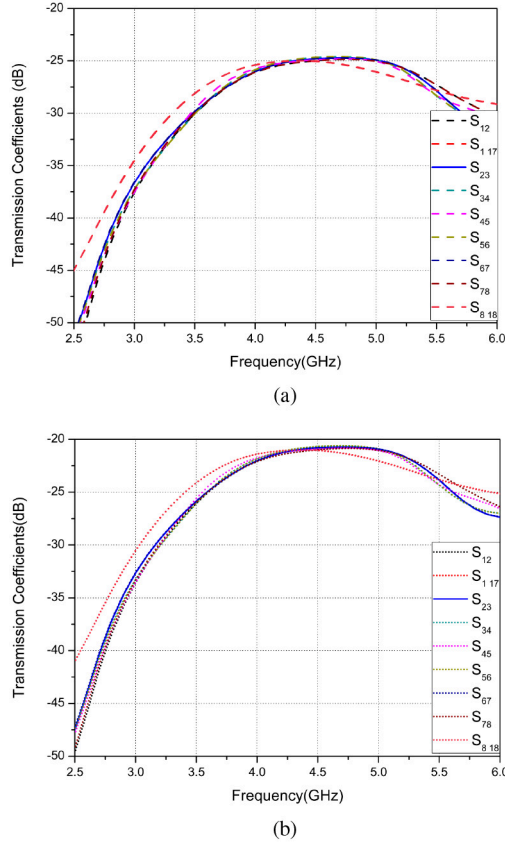 (a)
-20
-25
-30
-35
-40
-45
-50
Transmission Coefficients (dB)
S12
S1 17
S23
S34
S45
S56
S67
S78
S8 18
2.5 3.0 3.5 4.0 4.5 5.0 5.5 6.0
Frequency(GHz)
(a)
-20
-25
-30
-35
-40
-45
-50
Transmission Coefficients(dB)
S12
S1 17
S23
S34
S45
S56
S67
S78
S8 18
2.5 3.0 3.5 4.0 4.5 5.0 5.5 6.0
Frequency(GHz)
(b)